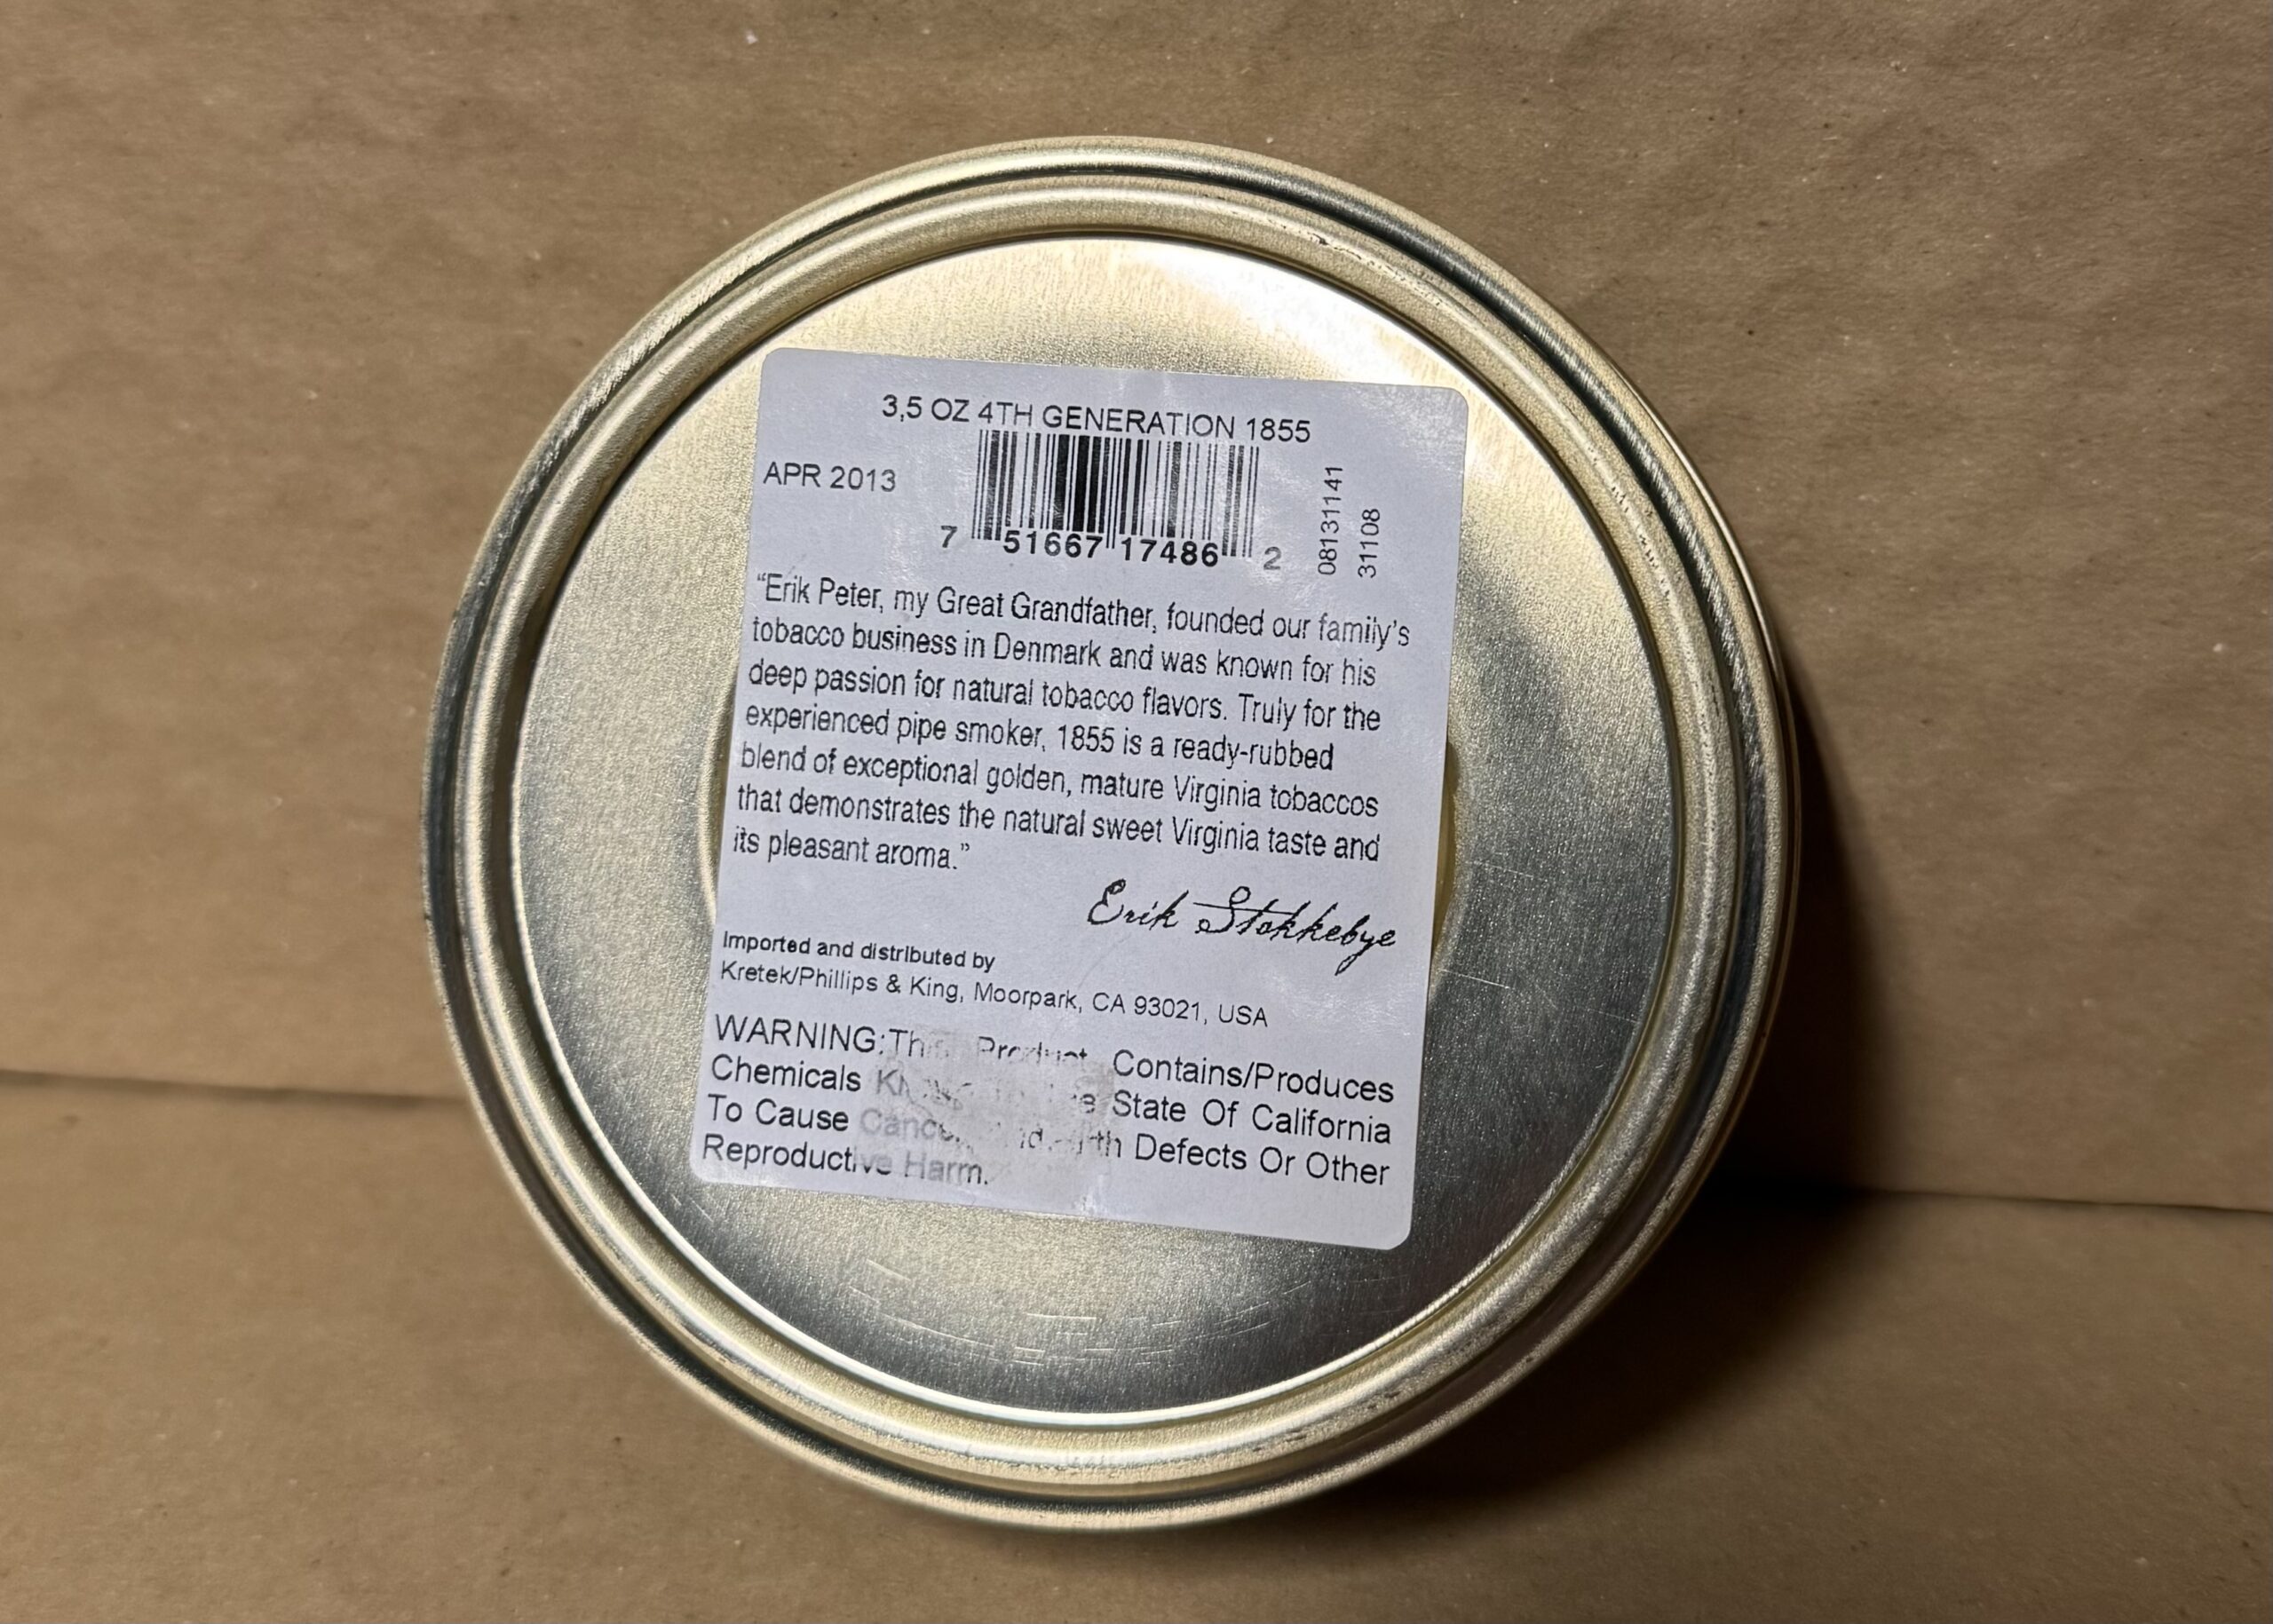 3,5 OZ 4TH GENERATION 1855
APR 2013
7 51667 17486 2
08131141
31108
“Erik Peter, my Great Grandfather, founded our family’s
tobacco business in Denmark and was known for his
deep passion for natural tobacco flavors. Truly for the
experienced pipe smoker, 1855 is a ready-rubbed
blend of exceptional golden, mature Virginia tobaccos
that demonstrates the natural sweet Virginia taste and
its pleasant aroma.”
Erik Stokkebye
Imported and distributed by
Kretek/Phillips & King, Moorpark, CA 93021, USA
WARNING: This Product Contains/Produces
Chemicals State Of California
To Cause Cancer Defects Or Other
Reproductive Harm.